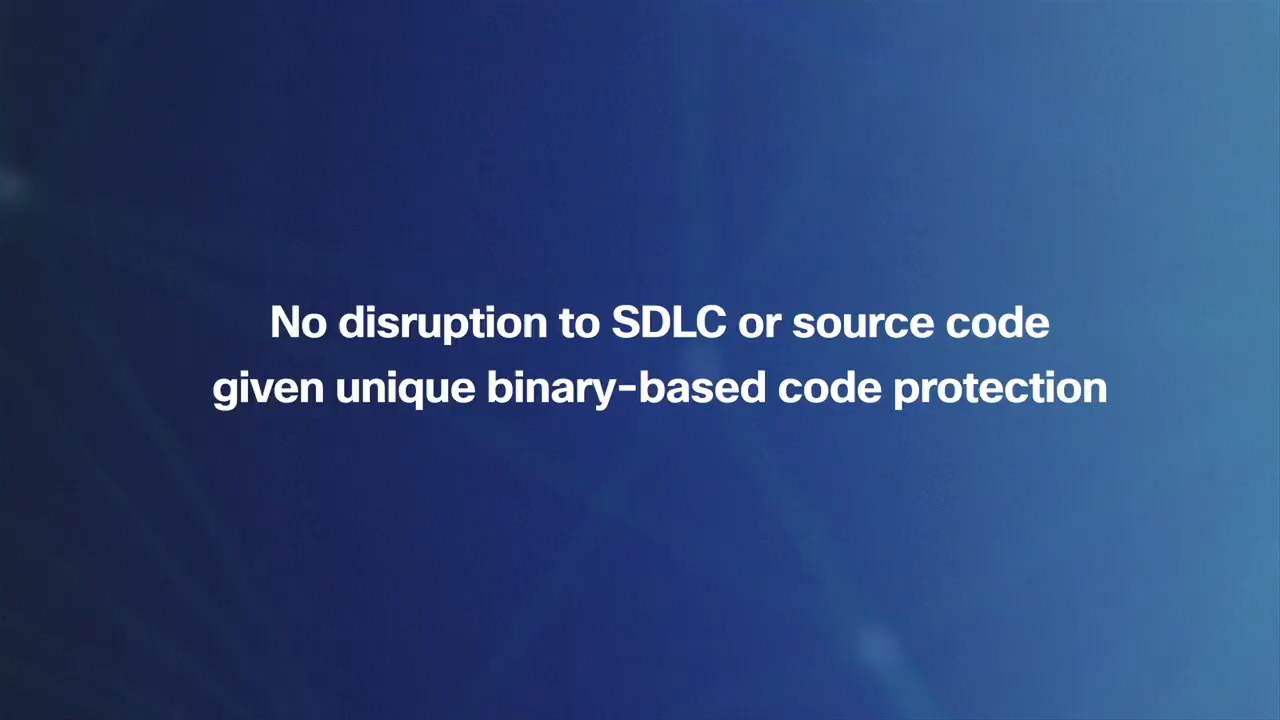 No disruption to SDLC or source code
given unique binary-based code protection